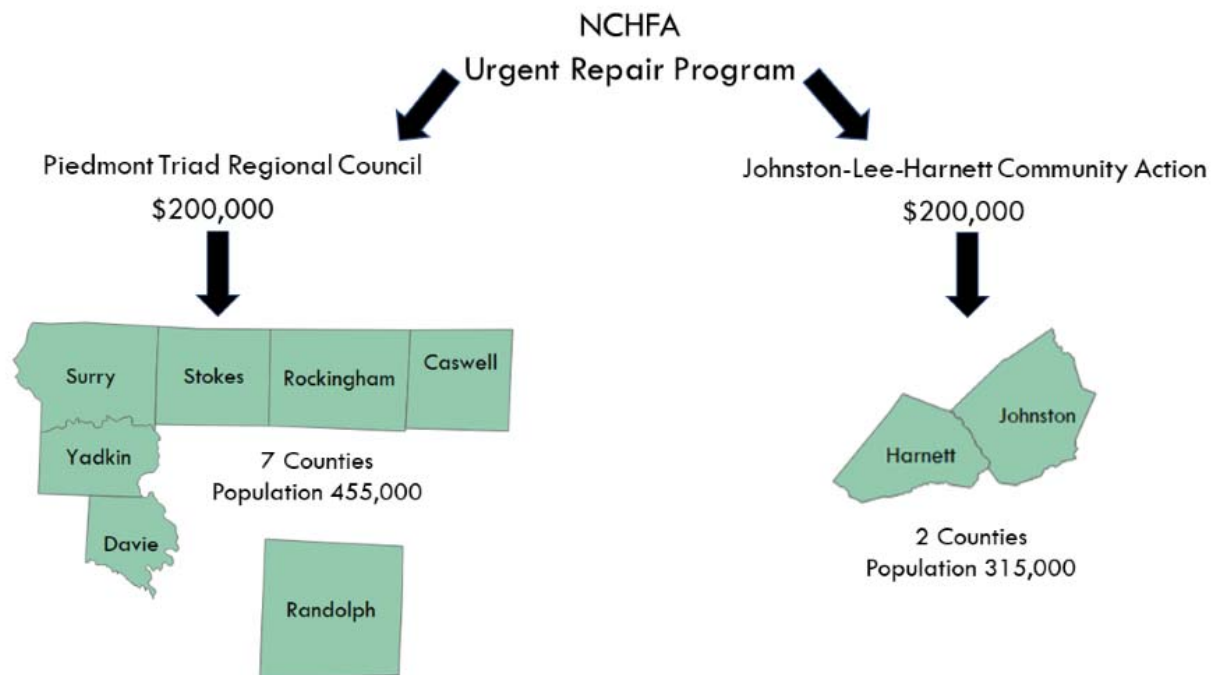 NCHFA
Urgent Repair Program
Piedmont Triad Regional Council
$200,000
Johnston-Lee-Harnett Community Action
$200,000
Surry
Stokes
Rockingham
Caswell
Yadkin
7 Counties
Population 455,000
Davie
Randolph
Johnston
Harnett
2 Counties
Population 315,000